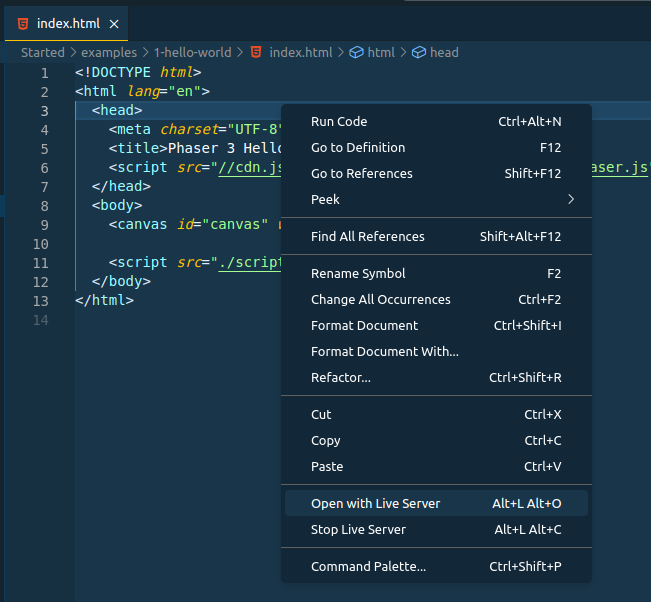 index.html
Started > examples > 1-hello-world > index.html > html > head
1 <!DOCTYPE html>
2 <html lang="en">
3 <head>
4 <meta charset="UTF-8"
5 <title>Phaser 3 Hello
6 <script src="//cdn.js aser.js"
7 </head>
8 <body>
9 <canvas id="canvas"
10
11 <script src="./script
12 </body>
13 </html>
14
Run Code Ctrl+Alt+N
Go to Definition F12
Go to References Shift+F12
Peek
Find All References Shift+Alt+F12
Rename Symbol F2
Change All Occurrences Ctrl+F2
Format Document Ctrl+Shift+I
Format Document With...
Refactor... Ctrl+Shift+R
Cut Ctrl+X
Copy Ctrl+C
Paste Ctrl+V
Open with Live Server Alt+L Alt+O
Stop Live Server Alt+L Alt+C
Command Palette... Ctrl+Shift+P